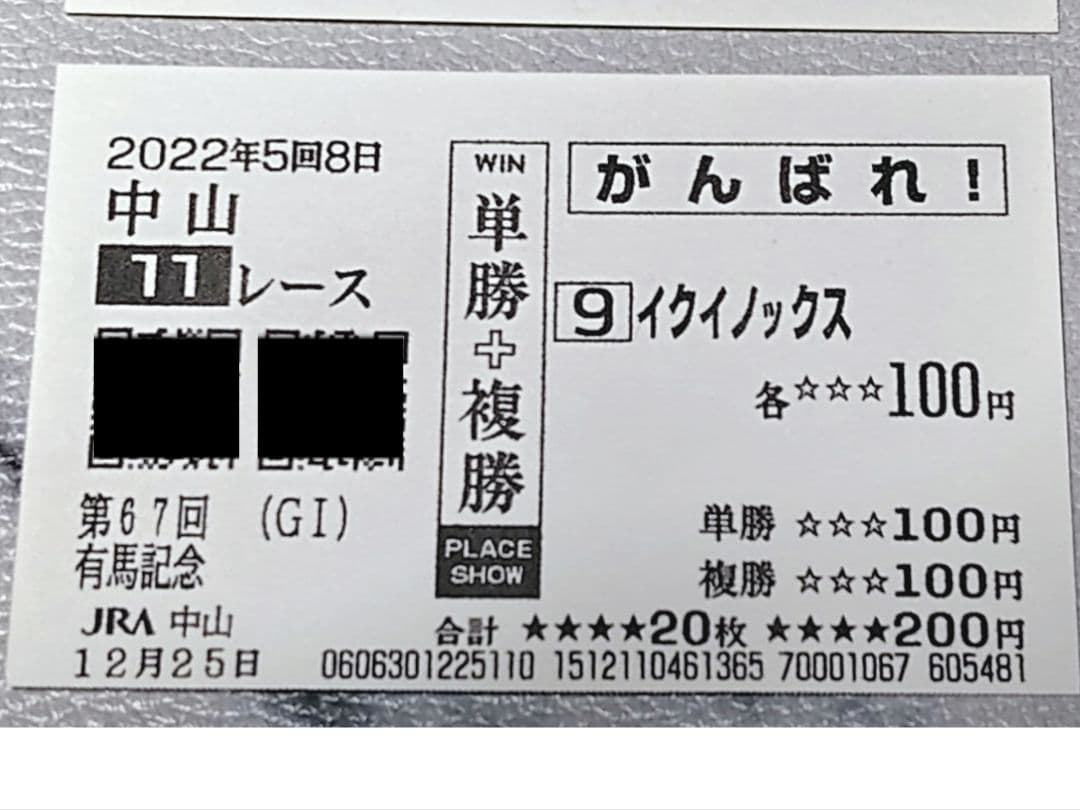 2022年5回8日
中山
11レース
第67回 (GI)
有馬記念
JRA 中山
12月25日
WIN
単勝+複勝
PLACE
SHOW
がんばれ!
9 イクイノックス
各☆☆☆100円
単勝 ☆☆☆100円
複勝 ☆☆☆100円
合計 ★★★★20枚 ★★★★200円
0606301225110 1512110461365 70001067 605481